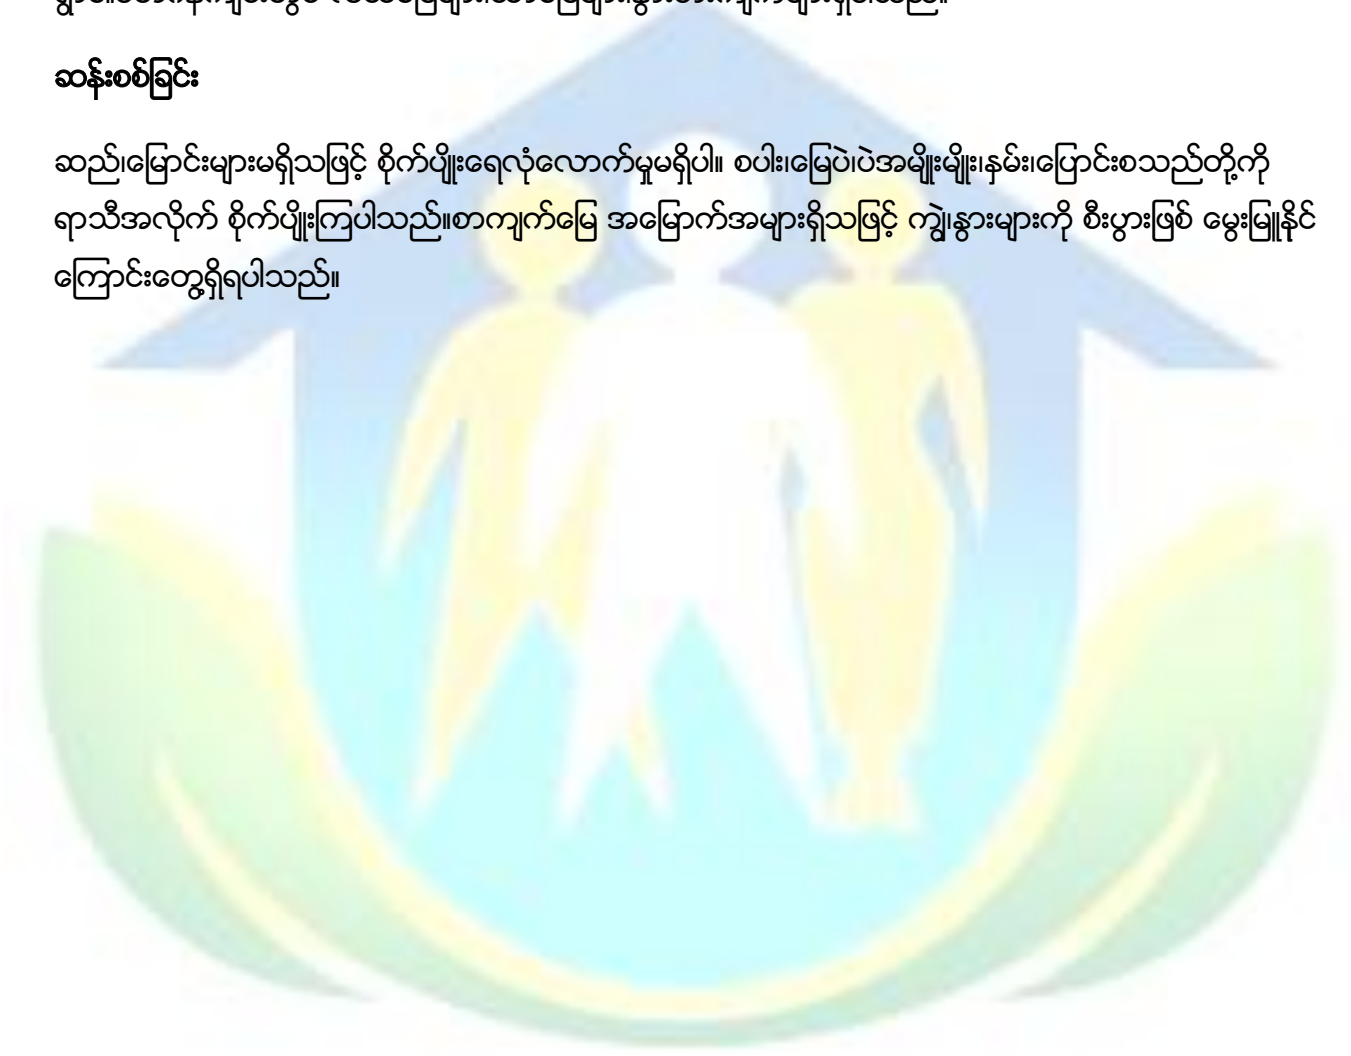 ဆန်းစစ်ခြင်း
ဆည်၊မြောင်းများမရှိသဖြင့် စိုက်ပျိုးရေလုံလောက်မှုမရှိပါ။ စပါး၊မြေပဲ၊ပဲအမျိုးမျိုး၊နှမ်း၊ပြောင်းစသည်တို့ကို
ရာသီအလိုက် စိုက်ပျိုးကြပါသည်။စာကျက်မြေ အမြောက်အများရှိသဖြင့် ကျွဲ၊နွားများကို စီးပွားဖြစ် မွေးမြူနိုင်
ကြောင်းတွေ့ရှိရပါသည်။